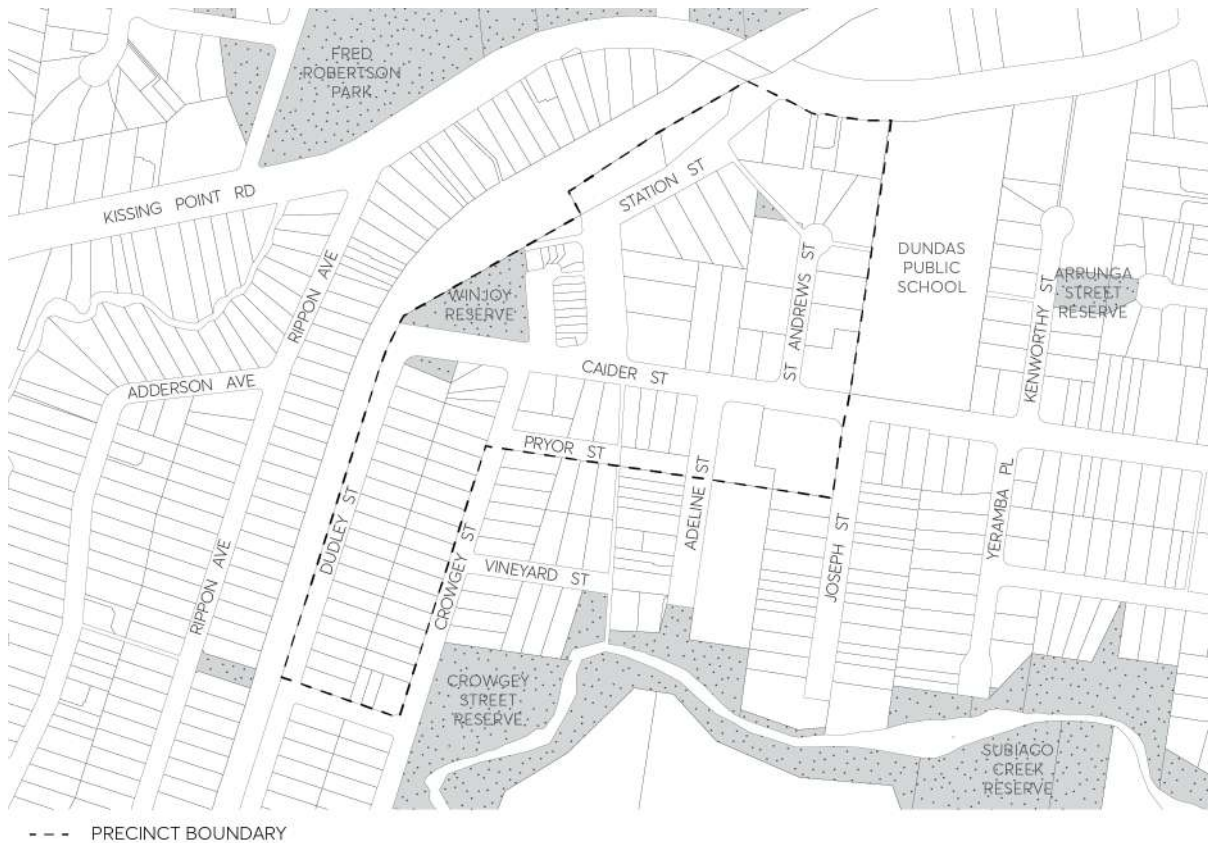 FRED
ROBERTSON
PARK
KISSING POINT RD
STATION ST
RIPPON AVE
DUNDAS
PUBLIC
SCHOOL
ST ANDREWS ST
KENWORTHY ST
ARRUNGA
STREET
RESERVE
WINJOY
RESERVE
ADDERSON AVE
CAIDER ST
PRYOR ST
DUDLEY ST
CROWGEY ST
ADELINE ST
JOSEPH ST
YERAMBA PL
VINEYARD ST
RIPPON AVE
CROWGEY
STREET
RESERVE
SUBIACO
CREEK
RESERVE
PRECINCT BOUNDARY